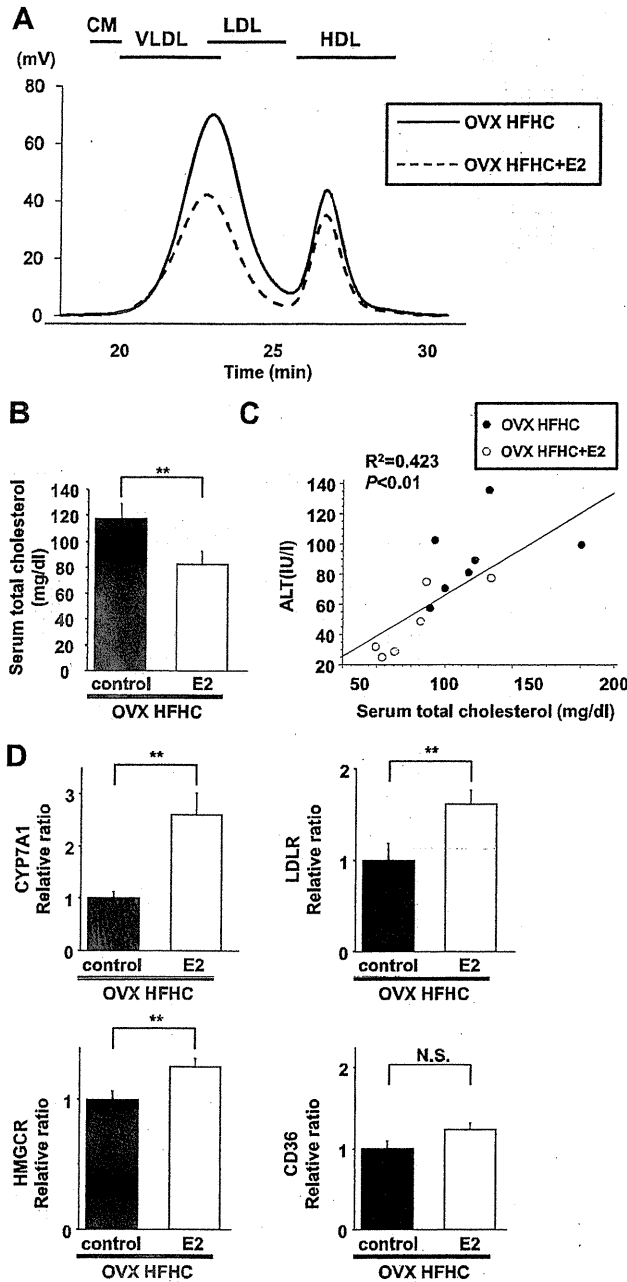 A
CM VLDL LDL HDL
(mV)
80
60
40
20
0
20 25 30
Time (min)
OVX HFHC
OVX HFHC+E2
B
**
Serum total cholesterol
(mg/dl)
140
120
100
80
60
40
20
0
control E2
OVX HFHC
C
OVX HFHC
OVX HFHC+E2
R²=0.423
P<0.01
ALT(IU/l)
140
120
100
80
60
40
20
50 100 150 200
Serum total cholesterol (mg/dl)
D
**
CYP7A1
Relative ratio
3
2
1
0
control E2
OVX HFHC
**
LDLR
Relative ratio
2
1
0
control E2
OVX HFHC
**
HMGCR
Relative ratio
1
0
control E2
OVX HFHC
N.S.
CD36
Relative ratio
2
1
0
control E2
OVX HFHC